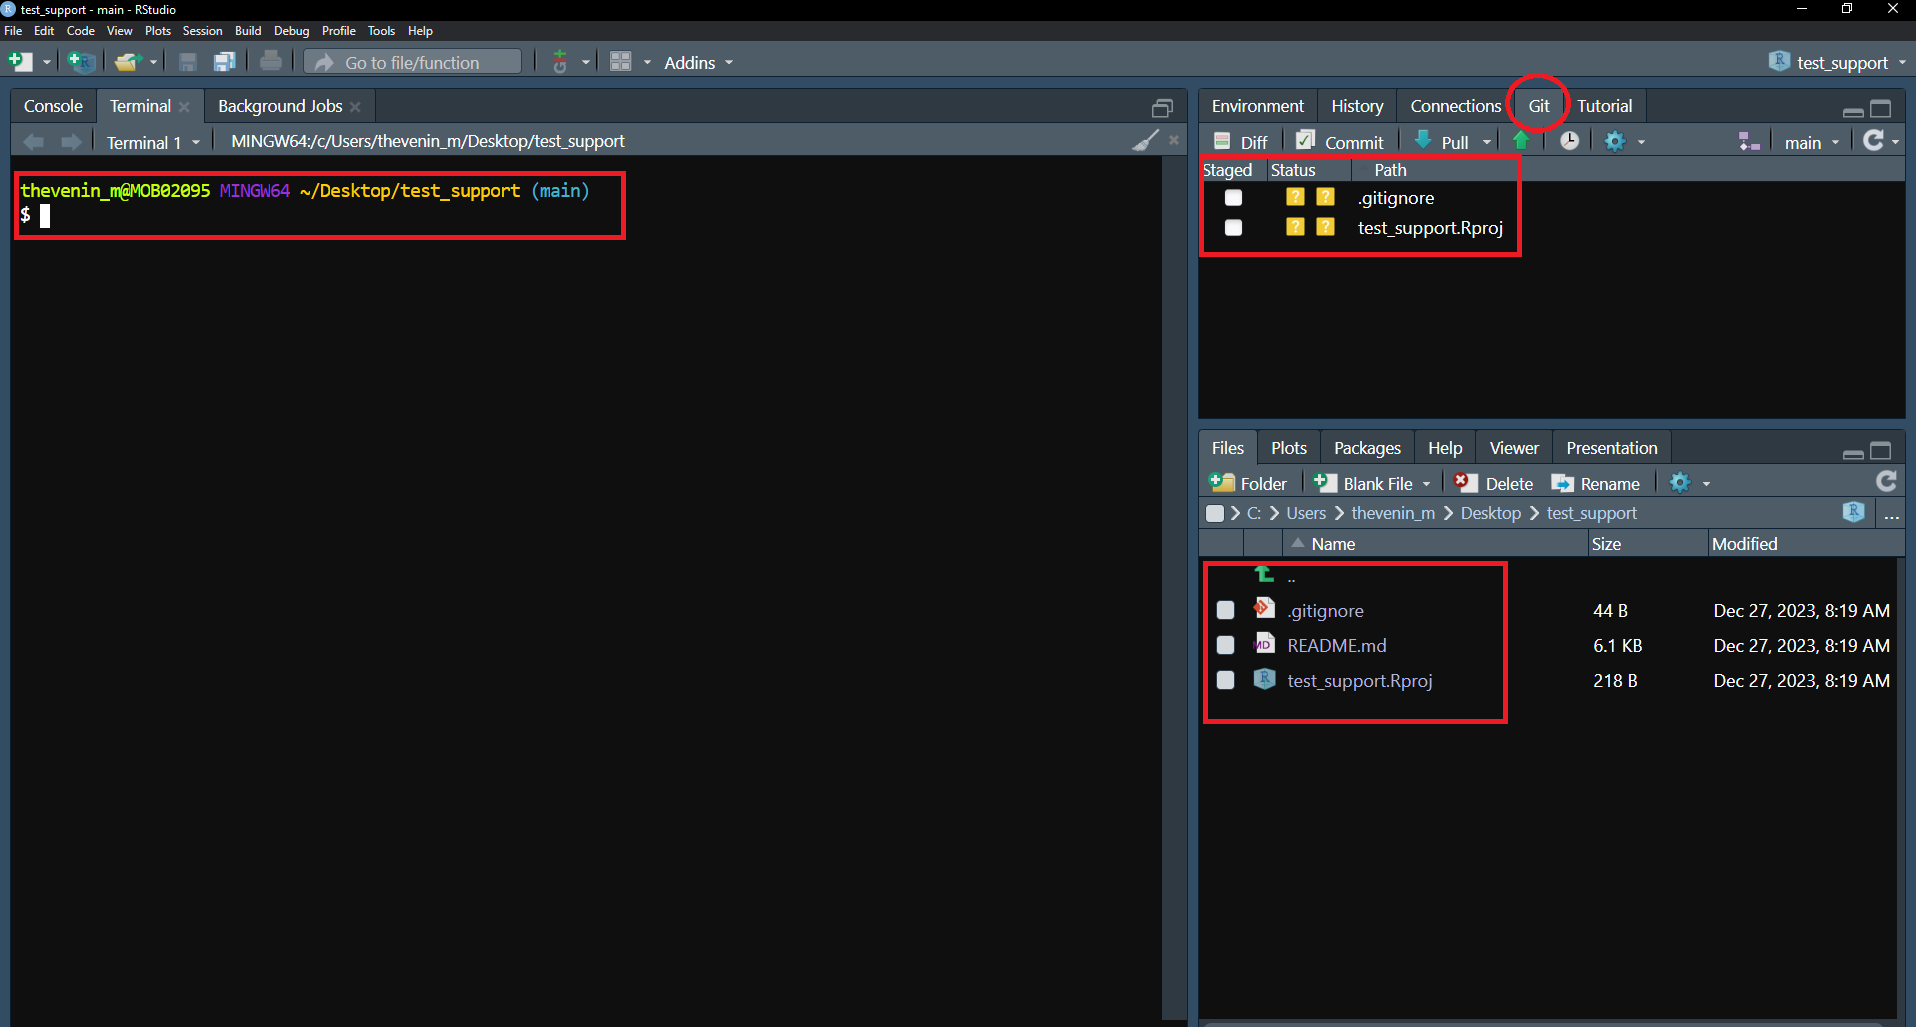 test_support - main - RStudio
File Edit Code View Plots Session Build Debug Profile Tools Help
Go to file/function Addins test_support
Console Terminal Background Jobs
Terminal 1 MINGW64:/c/Users/thevenin_m/Desktop/test_support
thevenin_m@MOB02095 MINGW64 ~/Desktop/test_support (main)
$
Environment History Connections Git Tutorial
Diff Commit Pull main
Staged Status Path
? ? .gitignore
? ? test_support.Rproj
Files Plots Packages Help Viewer Presentation
Folder Blank File Delete Rename
C: Users thevenin_m Desktop test_support ...
Name Size Modified
..
.gitignore 44 B Dec 27, 2023, 8:19 AM
README.md 6.1 KB Dec 27, 2023, 8:19 AM
test_support.Rproj 218 B Dec 27, 2023, 8:19 AM